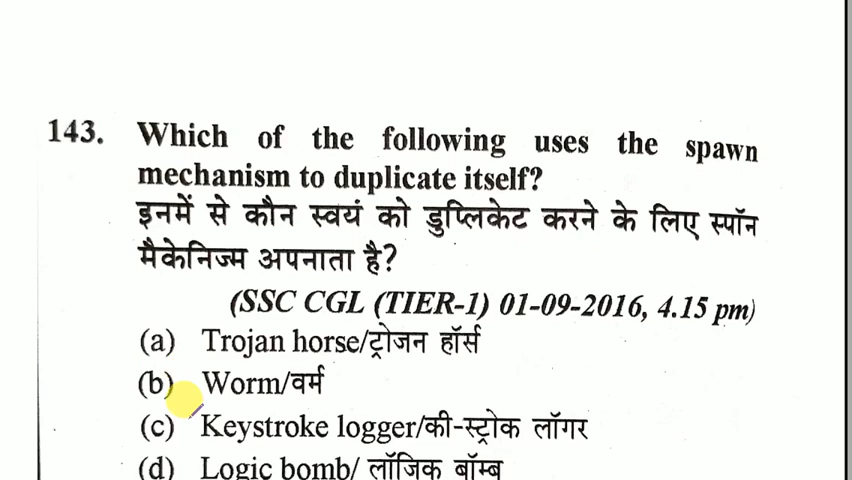 143. Which of the following uses the spawn
mechanism to duplicate itself?
इनमें से कौन स्वयं को डुप्लिकेट करने के लिए स्पॉन
मैकेनिज्म अपनाता है?
(SSC CGL (TIER-1) 01-09-2016, 4.15 pm)
(a) Trojan horse/ट्रोजन हॉर्स
(b) Worm/वर्म
(c) Keystroke logger/की-स्ट्रोक लॉगर
(d) Logic bomb/ लॉजिक बॉम्ब